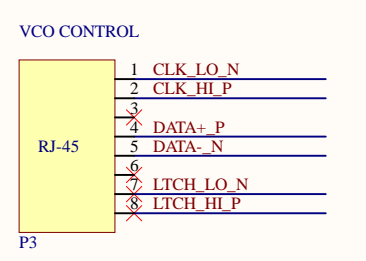 VCO CONTROL
1 CLK_LO_N
2 CLK_HI_P
3
4 DATA+_P
RJ-45
5 DATA-_N
6
7 LTCH_LO_N
8 LTCH_HI_P
P3